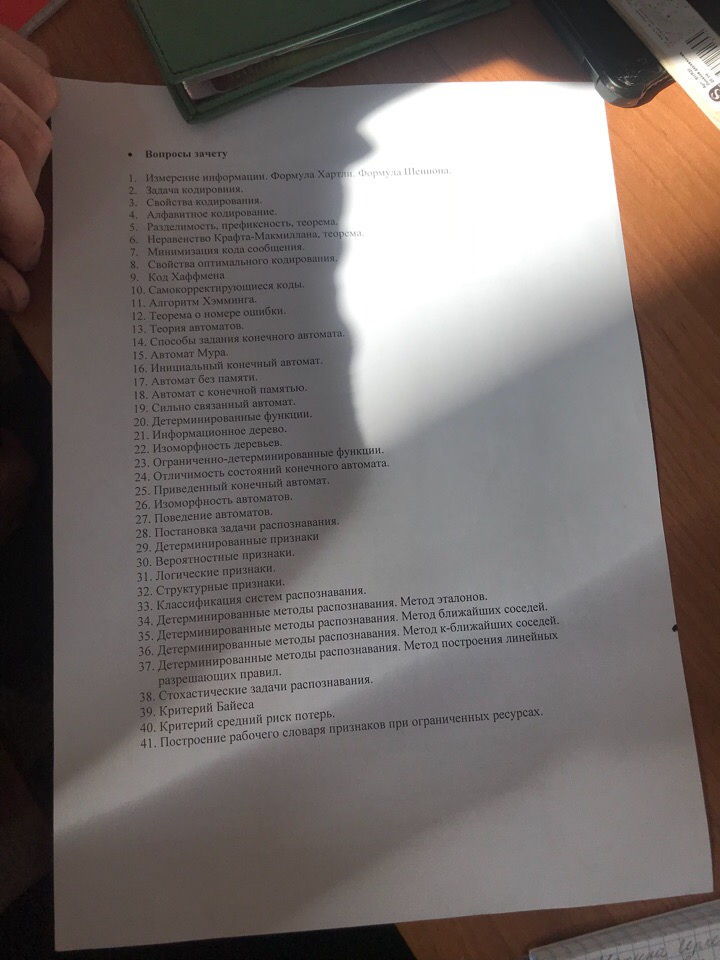 • Вопросы зачету
1. Измерение информации. Формула Хартли. Формула Шеннона.
2. Задача кодировния.
3. Свойства кодирования.
4. Алфавитное кодирование.
5. Разделимость, префиксность, теорема.
6. Неравенство Крафта-Макмиллана, теорема.
7. Минимизация кода сообщения.
8. Свойства оптимального кодирования.
9. Код Хаффмена
10. Самокорректирующиеся коды.
11. Алгоритм Хэмминга.
12. Теорема о номере ошибки.
13. Теория автоматов.
14. Способы задания конечного автомата.
15. Автомат Мура.
16. Инициальный конечный автомат.
17. Автомат без памяти.
18. Автомат с конечной памятью.
19. Сильно связанный автомат.
20. Детерминированные функции.
21. Информационное дерево.
22. Изоморфность деревьев.
23. Ограниченно-детерминированные функции.
24. Отличимость состояний конечного автомата.
25. Приведенный конечный автомат.
26. Изоморфность автоматов.
27. Поведение автоматов.
28. Постановка задачи распознавания.
29. Детерминированные признаки
30. Вероятностные признаки.
31. Логические признаки.
32. Структурные признаки.
33. Классификация систем распознавания.
34. Детерминированные методы распознавания. Метод эталонов.
35. Детерминированные методы распознавания. Метод ближайших соседей.
36. Детерминированные методы распознавания. Метод к-ближайших соседей.
37. Детерминированные методы распознавания. Метод построения линейных
разрешающих правил.
38. Стохастические задачи распознавания.
39. Критерий Байеса
40. Критерий средний риск потерь.
41. Построение рабочего словаря признаков при ограниченных ресурсах.